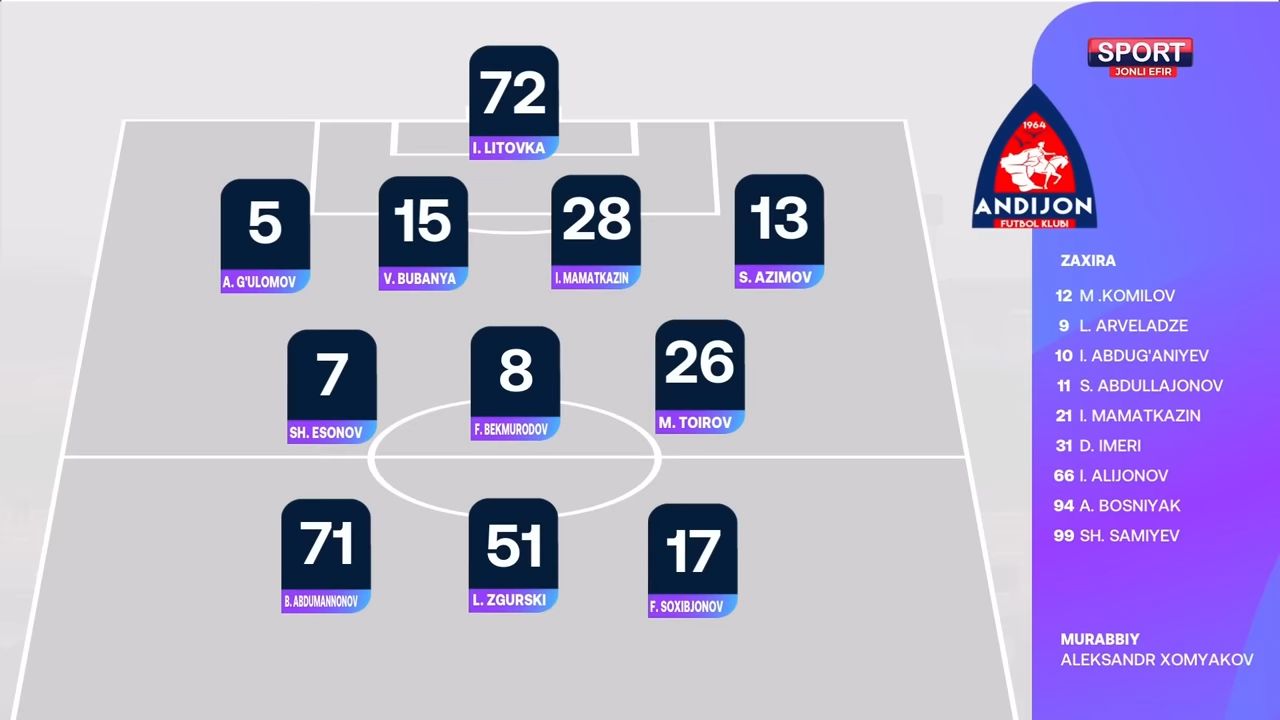 72
I. LITOVKA
5
A. G'ULOMOV
15
V. BUBANYA
28
I. MAMATKAZIN
13
S. AZIMOV
7
SH. ESONOV
8
F. BEKMURODOV
26
M. TOIROV
71
B. ABDUMANNONOV
51
L. ZGURSKI
17
F. SOXIBJONOV
SPORT
JONLI EFIR
1964
ANDIJON
FUTBOL KLUBI
ZAXIRA
12 M .KOMILOV
9 L. ARVELADZE
10 I. ABDUG'ANIYEV
11 S. ABDULLAJONOV
21 I. MAMATKAZIN
31 D. IMERI
66 I. ALIJONOV
94 A. BOSNIYAK
99 SH. SAMIYEV
MURABBIY
ALEKSANDR XOMYAKOV